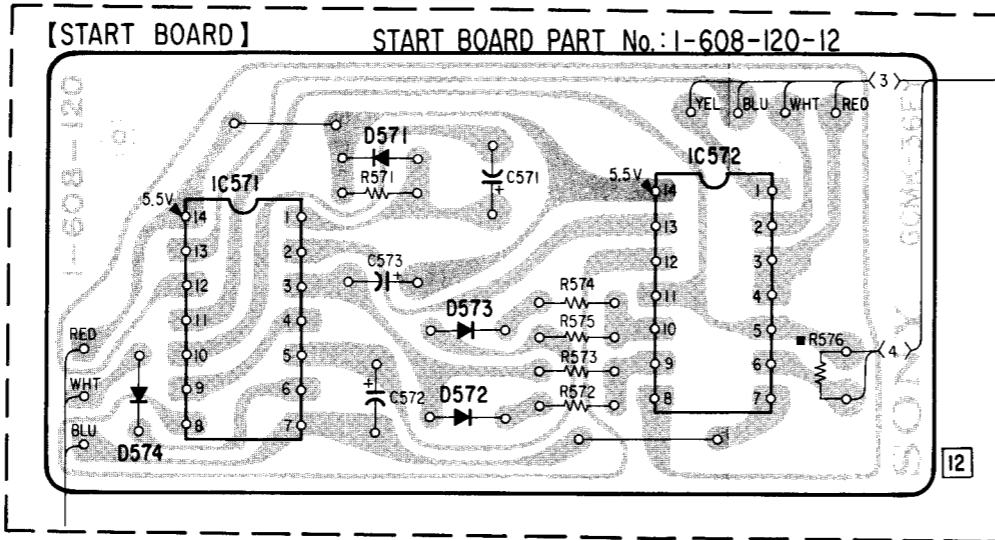 【START BOARD】
START BOARD PART No.: 1-608-120-12
1-608-120
3
YEL BLU WHT RED
D571
R571
C571
IC571
5.5V
14 1
13 2
12 3
11 4
10 5
9 6
8 7
IC572
5.5V
14 1
13 2
12 3
11 4
10 5
9 6
8 7
C573
D573
R574
R575
R573
R572
C572
D572
■R576
4
RED
WHT
BLU
D574
SONY
12